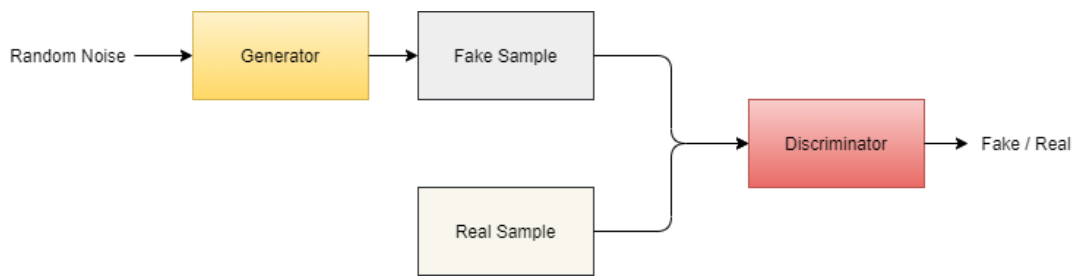 Random Noise
Generator
Fake Sample
Discriminator
Fake / Real
Real Sample